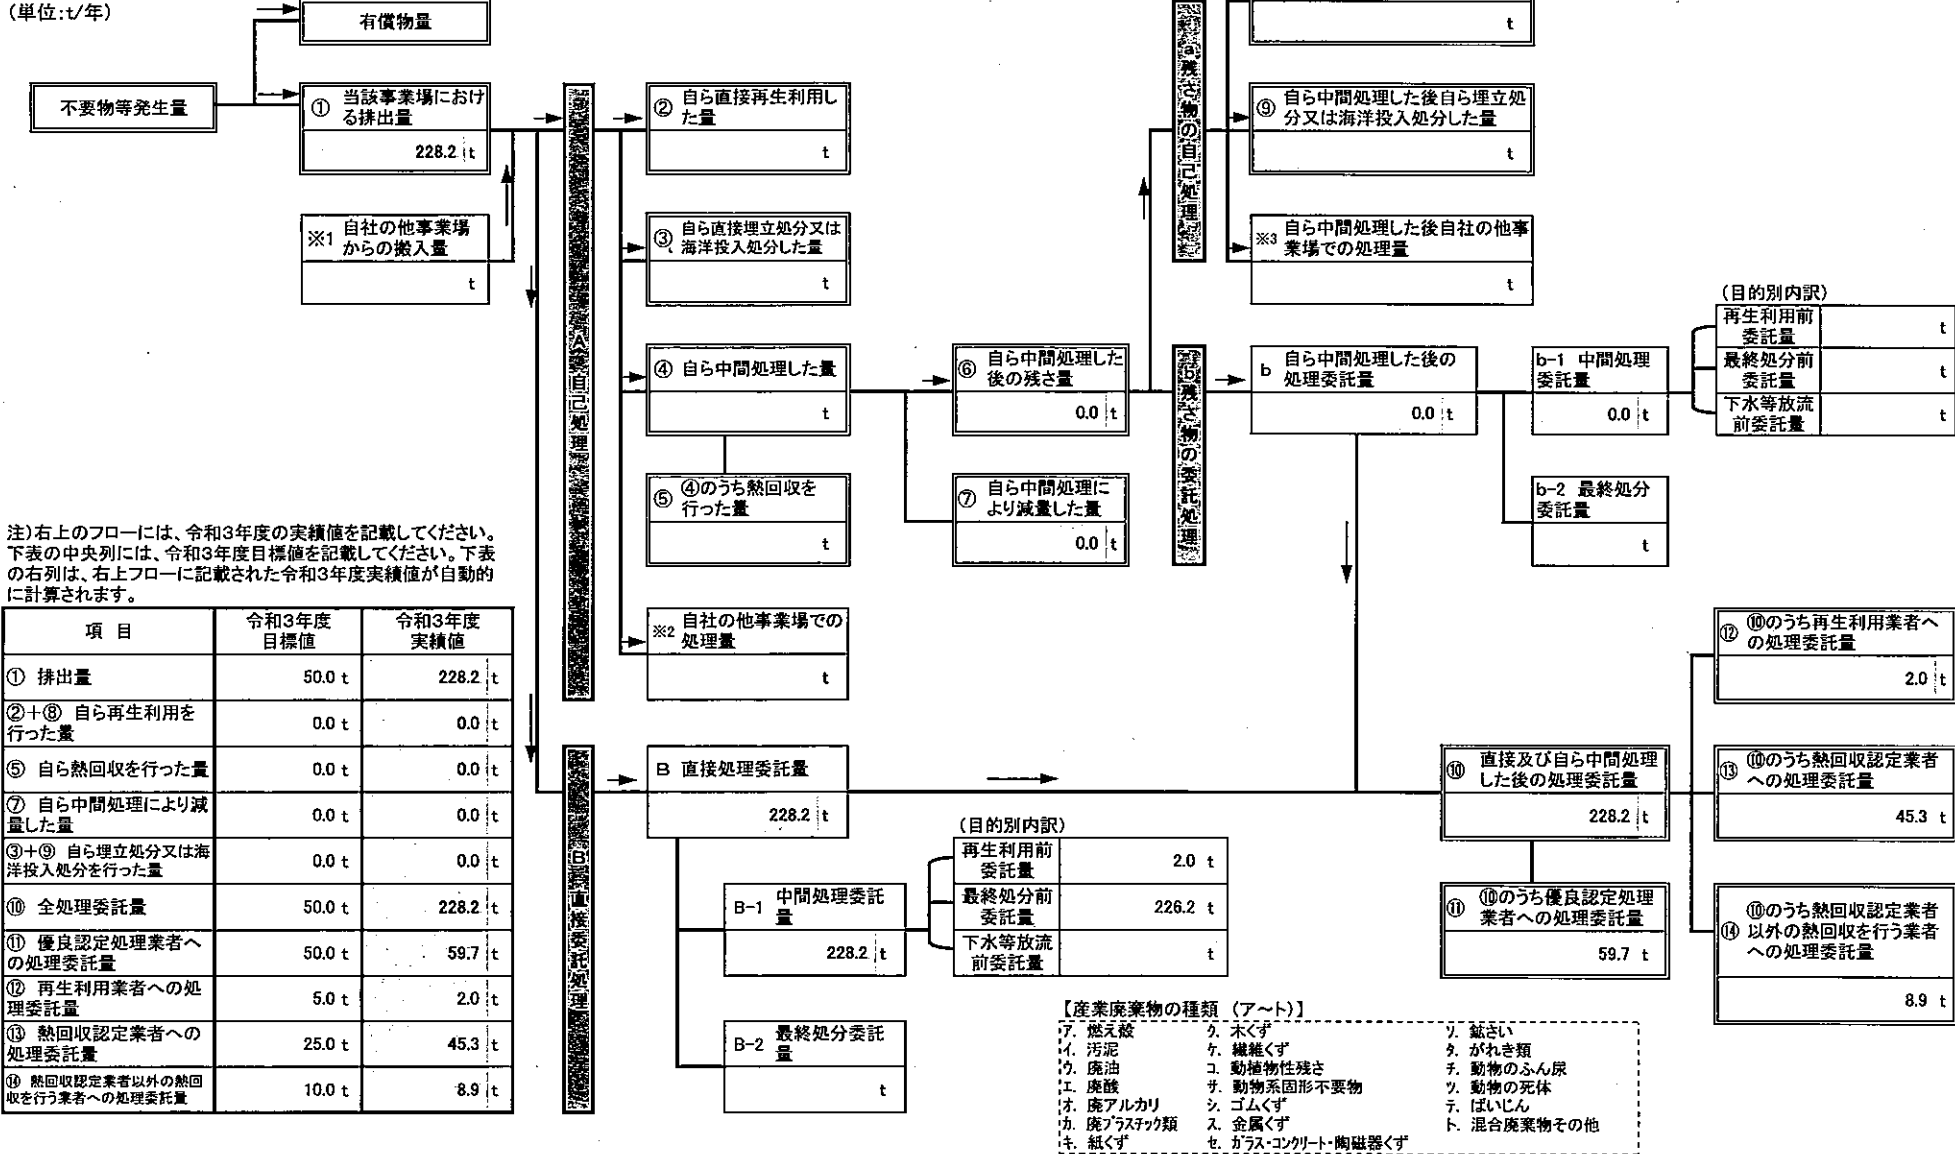 (単位:t/年)
有償物量
不要物等発生量
① 当該事業場におけ
る排出量
228.2 t
※1 自社の他事業場
からの搬入量
t
A 自己処理
② 自ら直接再生利用し
た量
t
③ 自ら直接埋立処分又は
海洋投入処分した量
t
④ 自ら中間処理した量
t
⑤ ④のうち熱回収を
行った量
t
※2 自社の他事業場での
処理量
t
⑥ 自ら中間処理した
後の残さ量
0.0 t
⑦ 自ら中間処理に
より減量した量
0.0 t
a 残さ物の自己処理
t
⑨ 自ら中間処理した後自ら埋立処
分又は海洋投入処分した量
t
※3 自ら中間処理した後自社の他事
業場での処理量
t
b 残さ物の委託処理
b 自ら中間処理した後の
処理委託量
0.0 t
b-1 中間処理
委託量
0.0 t
b-2 最終処分
委託量
t
(目的別内訳)
再生利用前
委託量 t
最終処分前
委託量 t
下水等放流
前委託量 t
注)右上のフローには、令和3年度の実績値を記載してください。
下表の中央列には、令和3年度目標値を記載してください。下表
の右列は、右上フローに記載された令和3年度実績値が自動的
に計算されます。
項 目 令和3年度 目標値 令和3年度 実績値
① 排出量 50.0 t 228.2 t
②+⑧ 自ら再生利用を
行った量 0.0 t 0.0 t
⑤ 自ら熱回収を行った量 0.0 t 0.0 t
⑦ 自ら中間処理により減
量した量 0.0 t 0.0 t
③+⑨ 自ら埋立処分又は海
洋投入処分を行った量 0.0 t 0.0 t
⑩ 全処理委託量 50.0 t 228.2 t
⑪ 優良認定処理業者へ
の処理委託量 50.0 t 59.7 t
⑫ 再生利用業者への処
理委託量 5.0 t 2.0 t
⑬ 熱回収認定業者への
処理委託量 25.0 t 45.3 t
⑭ 熱回収認定業者以外の熱回
収を行う業者への処理委託量 10.0 t 8.9 t
B 直接委託処理
B 直接処理委託量
228.2 t
B-1 中間処理委託
量
228.2 t
B-2 最終処分委託
量
t
(目的別内訳)
再生利用前
委託量 2.0 t
最終処分前
委託量 226.2 t
下水等放流
前委託量 t
⑩ 直接及び自ら中間処理
した後の処理委託量
228.2 t
⑪ ⑩のうち優良認定処理
業者への処理委託量
59.7 t
⑫ ⑩のうち再生利用業者へ
の処理委託量
2.0 t
⑬ ⑩のうち熱回収認定業者
への処理委託量
45.3 t
⑩のうち熱回収認定業者
⑭ 以外の熱回収を行う業者
への処理委託量
8.9 t
【産業廃棄物の種類 (ア～ト)】
ア. 燃え殻 ク. 木くず ソ. 鉱さい
イ. 汚泥 ケ. 繊維くず タ. がれき類
ウ. 廃油 コ. 動植物性残さ チ. 動物のふん尿
エ. 廃酸 サ. 動物系固形不要物 ツ. 動物の死体
オ. 廃アルカリ シ. ゴムくず テ. ばいじん
カ. 廃プラスチック類 ス. 金属くず ト. 混合廃棄物その他
キ. 紙くず セ. ガラス・コンクリート・陶磁器くず